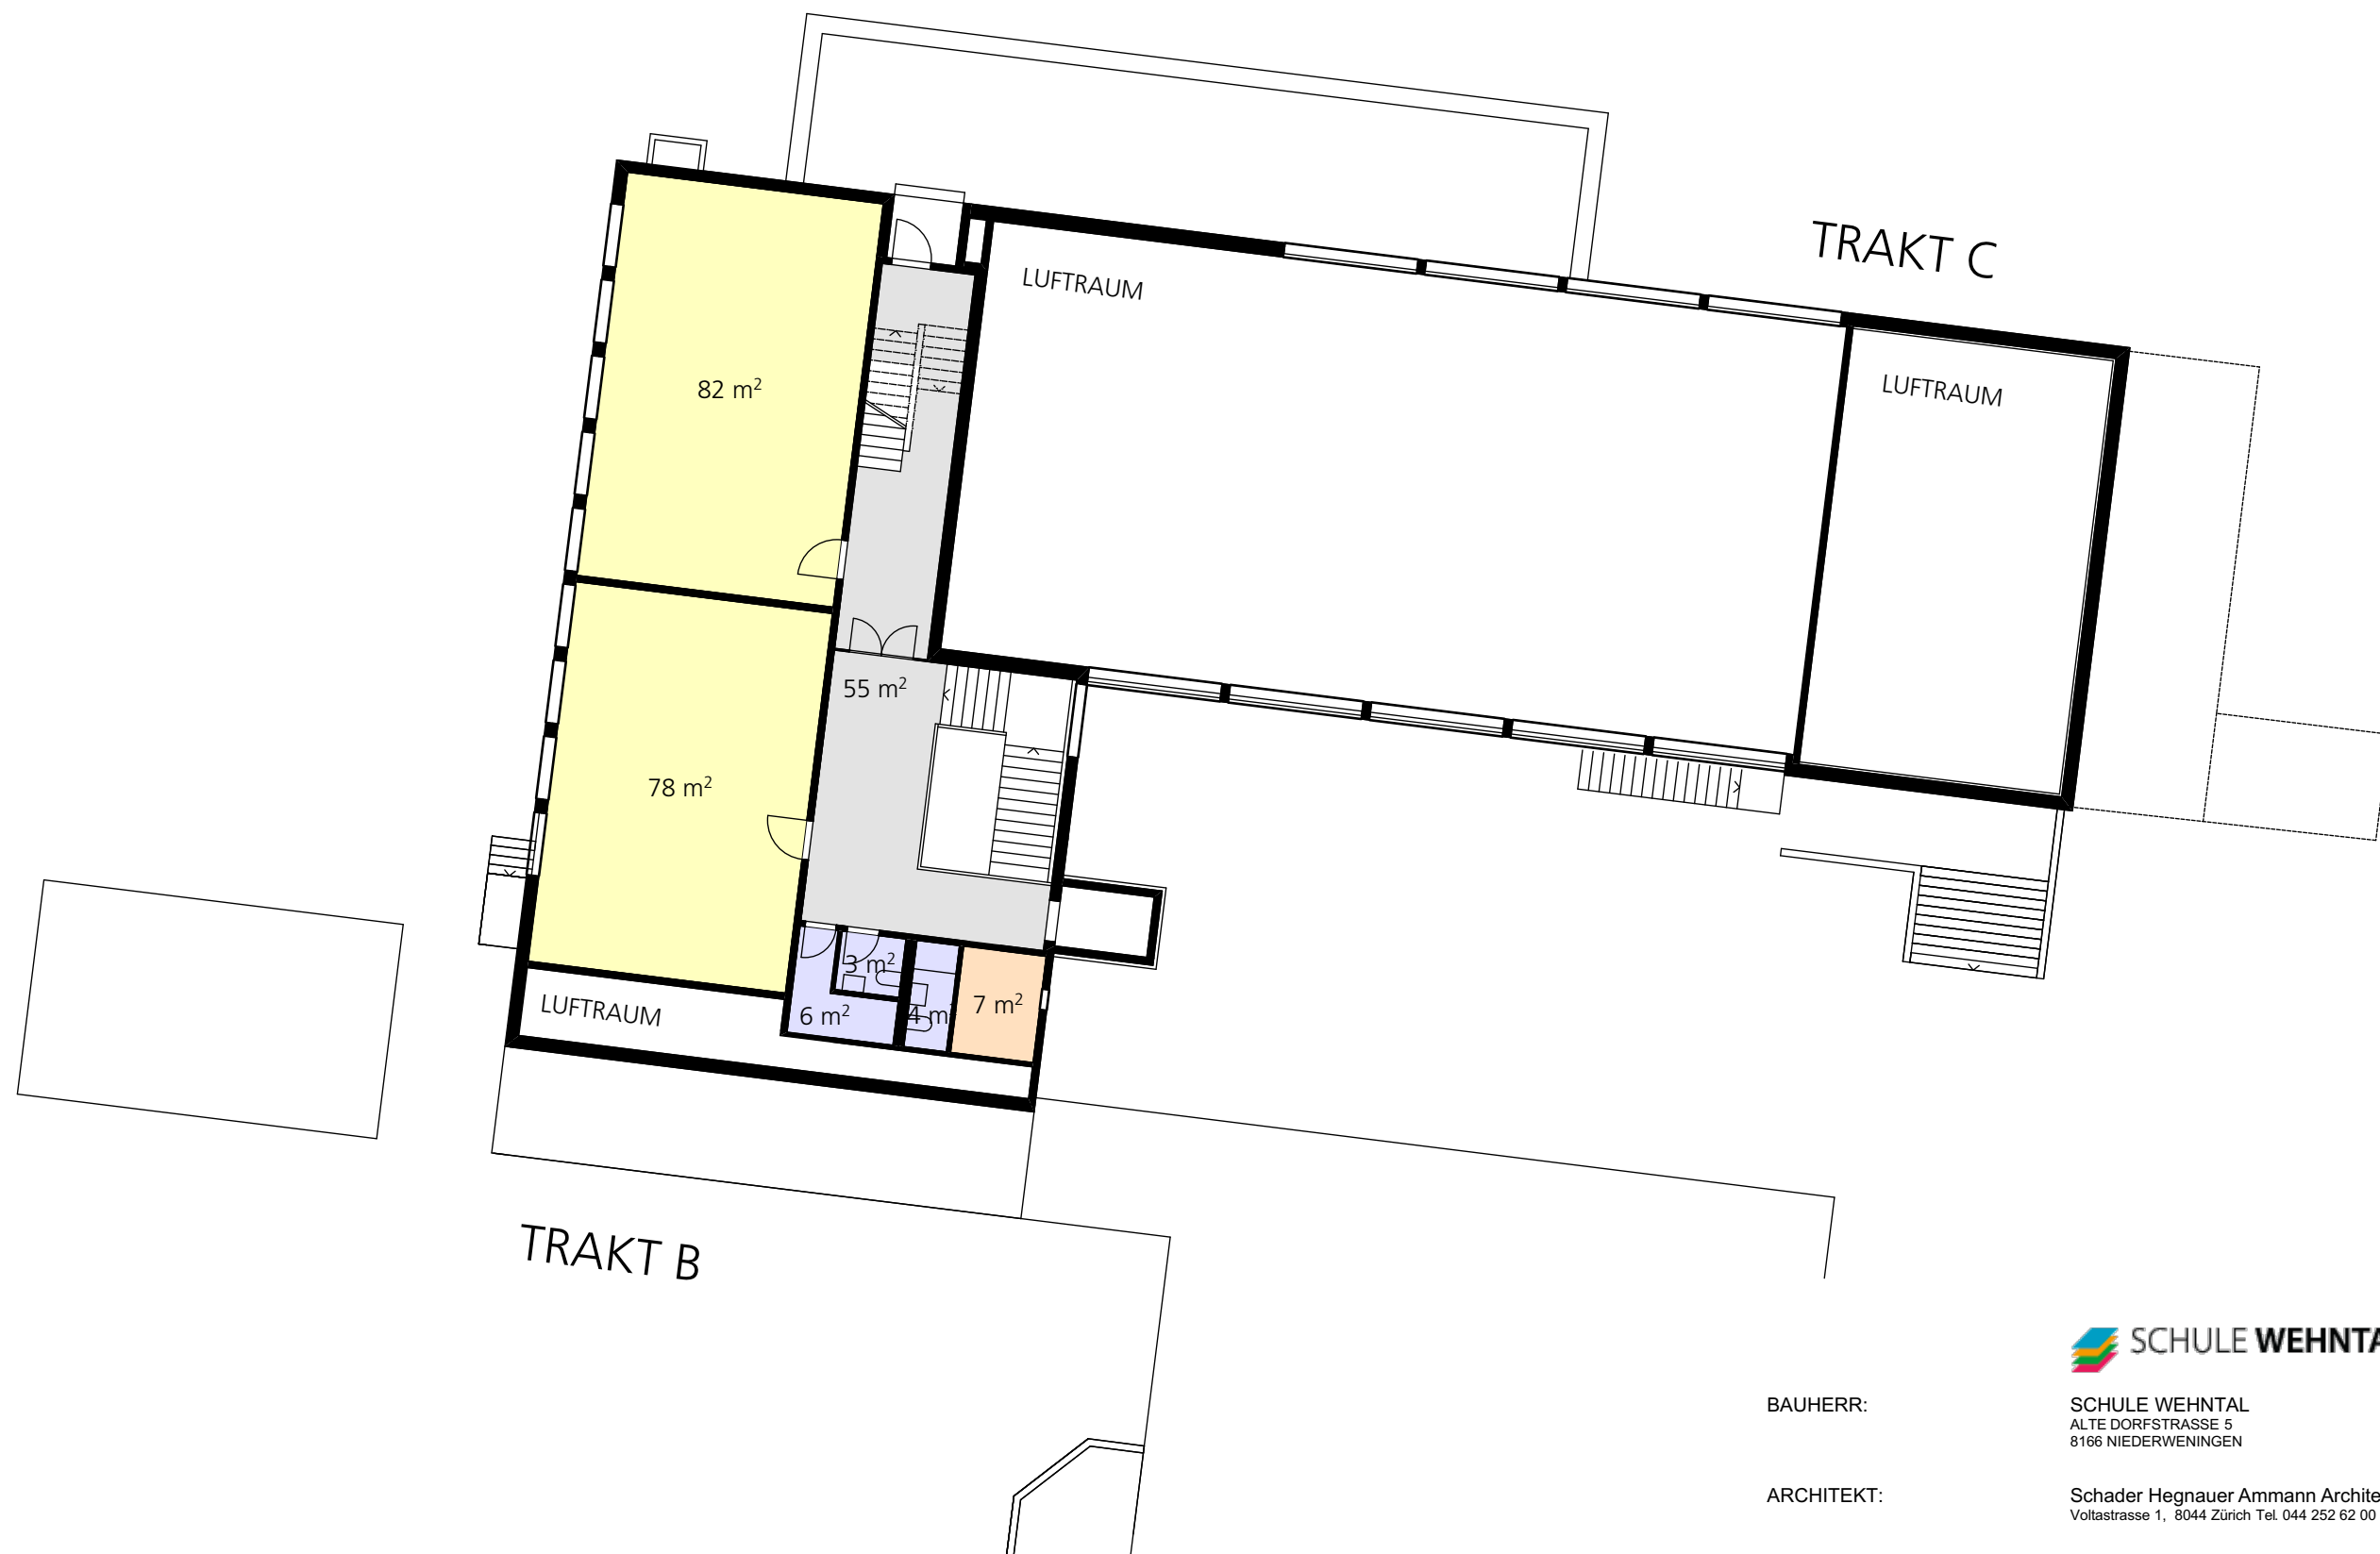 TRAKT C
LUFTRAUM
LUFTRAUM
82 m²
55 m²
78 m²
3 m²
6 m²
4 m
7 m²
LUFTRAUM
TRAKT B
SCHULE WEHNTA
BAUHERR:
SCHULE WEHNTAL
ALTE DORFSTRASSE 5
8166 NIEDERWENINGEN
ARCHITEKT:
Schader Hegnauer Ammann Archite
Voltastrasse 1, 8044 Zürich Tel. 044 252 62 00